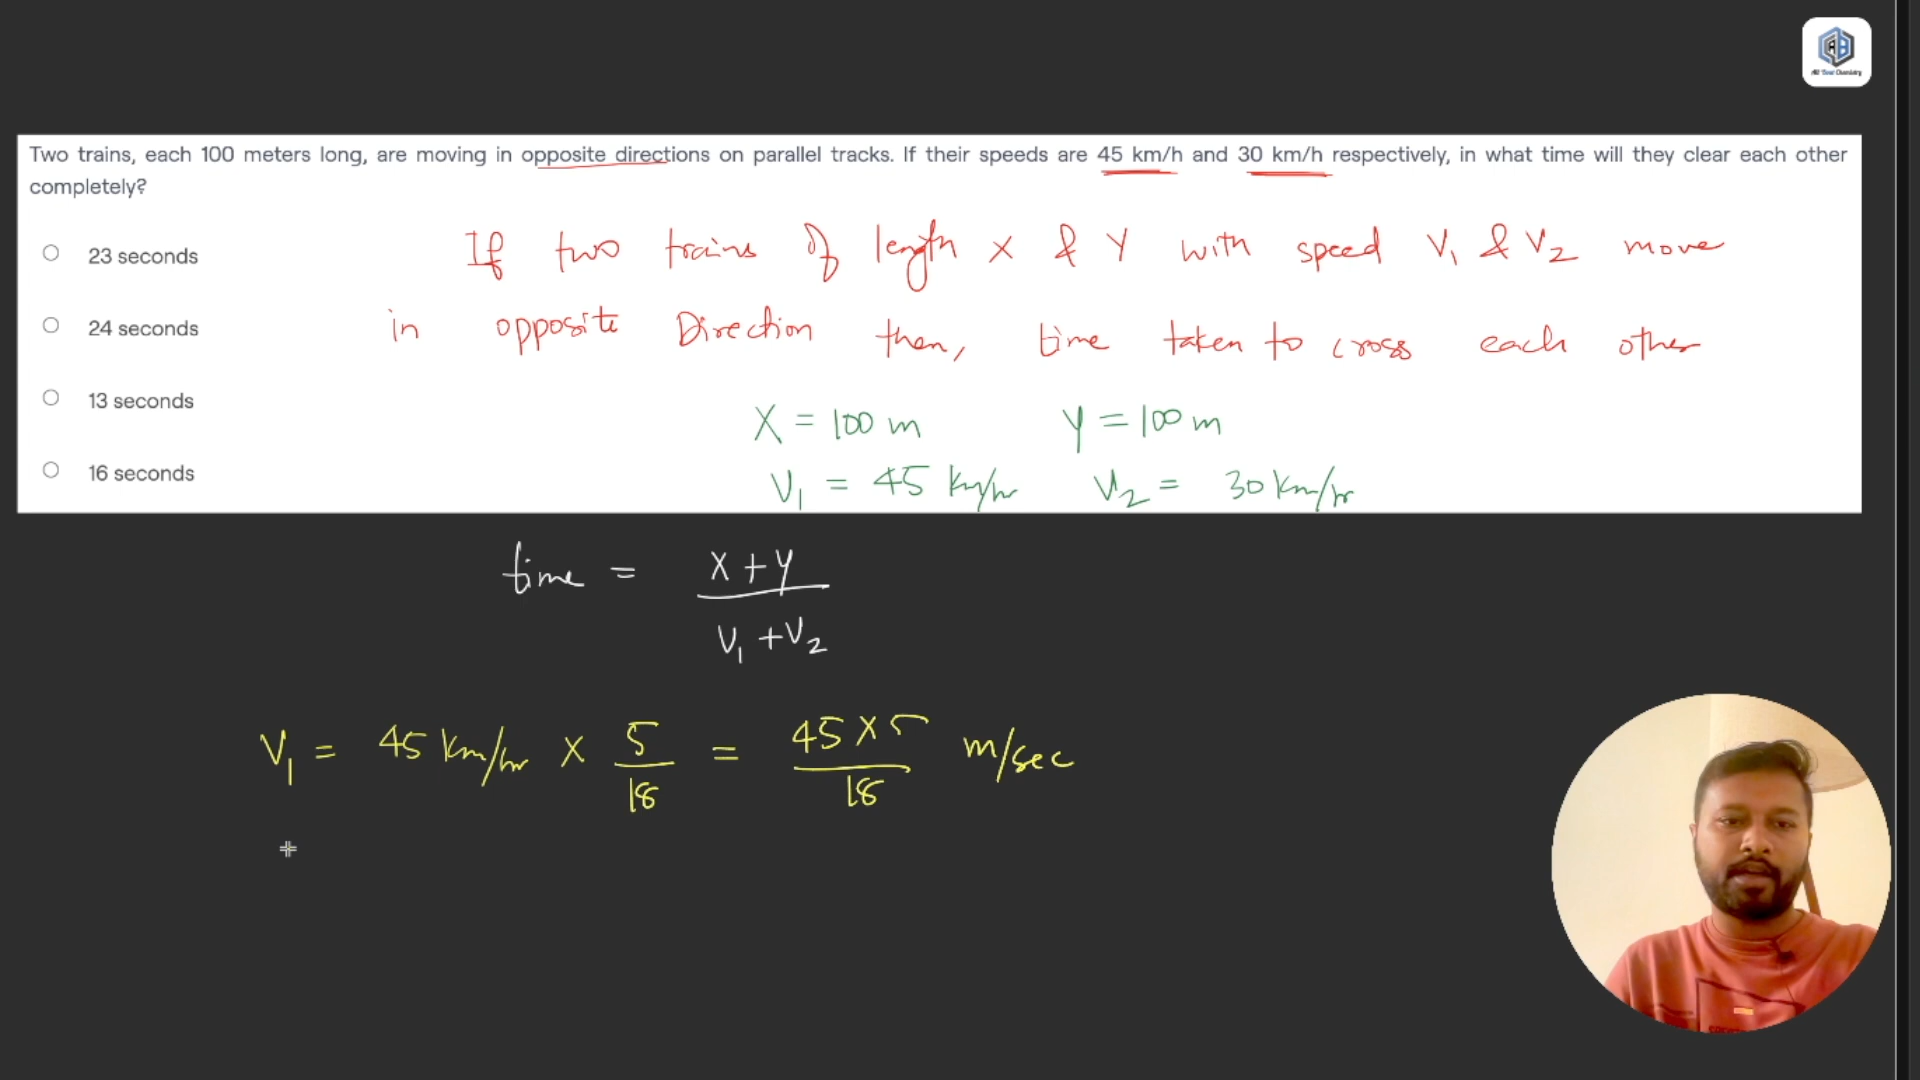 All 'Bout Chemistry
Two trains, each 100 meters long, are moving in opposite directions on parallel tracks. If their speeds are 45 km/h and 30 km/h respectively, in what time will they clear each other
completely?
23 seconds
24 seconds
13 seconds
16 seconds
If two trains of length X & Y with speed V₁ & V₂ move
in opposite Direction then, time taken to cross each other
X = 100 m Y = 100 m
V₁ = 45 km/hr V₂ = 30 km/hr
time = X + Y / V₁ + V₂
V₁ = 45 km/hr X 5/18 = 45 X 5/18 m/sec